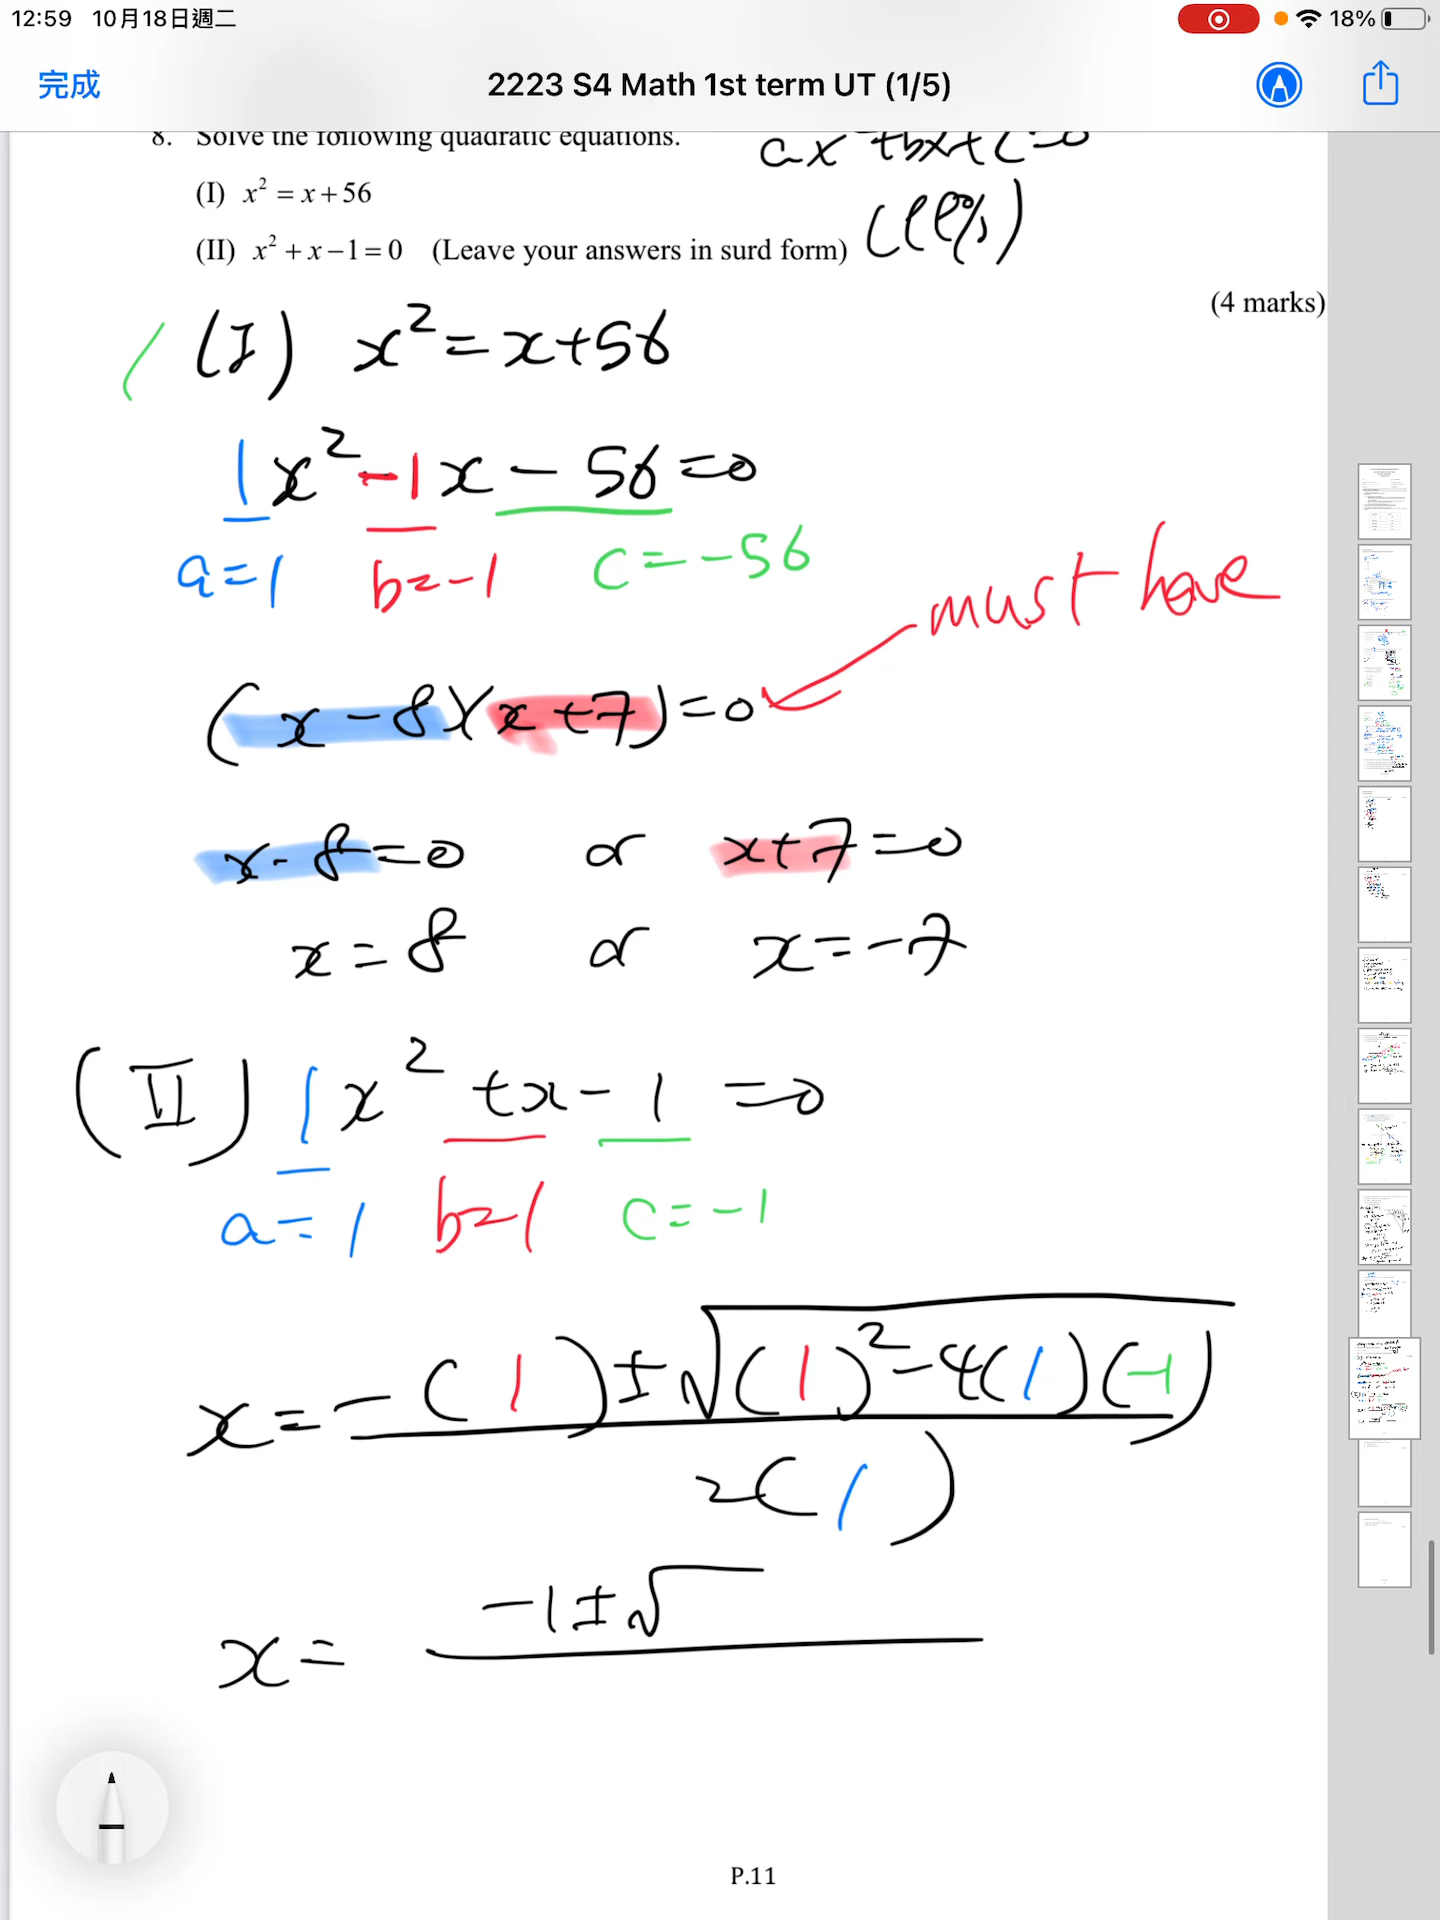 12:59 10月18日週二 18%
完成 2223 S4 Math 1st term UT (1/5)
8. Solve the following quadratic equations.
ax²+bx+c=0
(I) x² = x+56
(II) x² + x − 1 = 0 (Leave your answers in surd form)
(4 marks)
(I) x² = x+56
1x² -1x - 56 = 0
a=1 b=-1 c=-56
must have
(x-8)(x+7)=0
x-8=0 or x+7=0
x=8 or x=-7
(II) 1x² +x-1 =0
a=1 b=1 c=-1
x= -(1)±√(1)²-4(1)(-1)
2(1)
x= -1±√
P.11